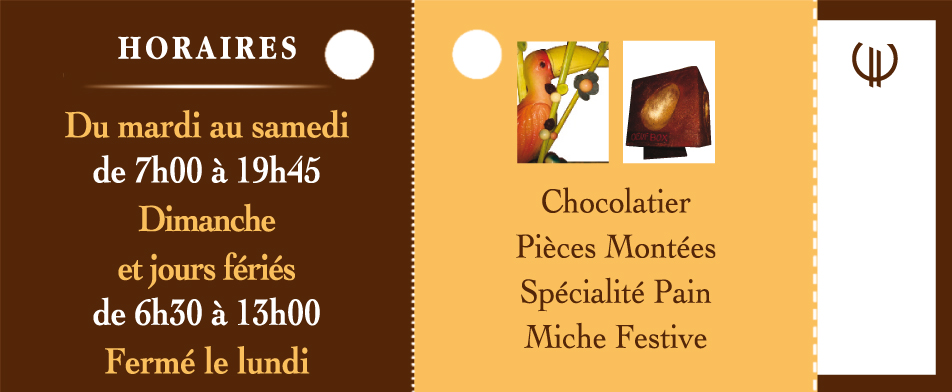 HORAIRES
Du mardi au samedi
de 7h00 à 19h45
Dimanche
et jours fériés
de 6h30 à 13h00
Fermé le lundi
Chocolatier
Pièces Montées
Spécialité Pain
Miche Festive